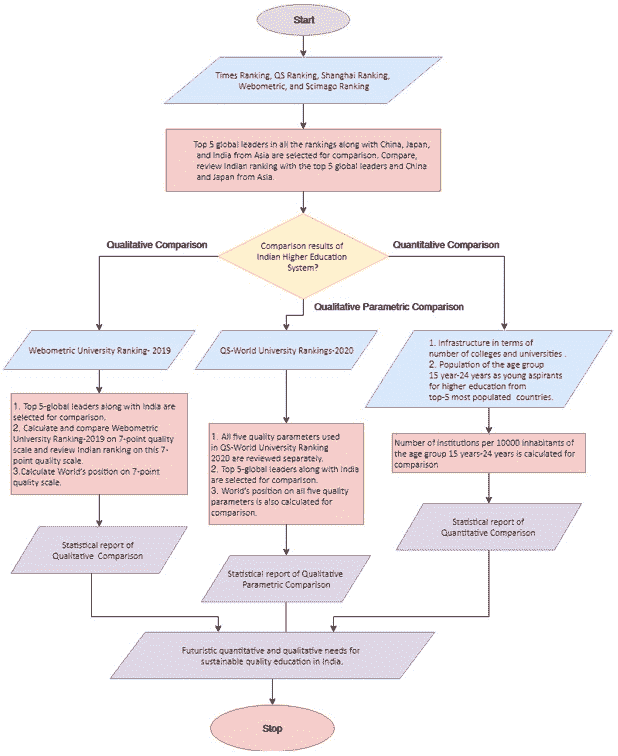 Start
Times Ranking, QS Ranking, Shanghai Ranking,
Webometric, and Scimago Ranking
Top 5 global leaders in all the rankings along with China, Japan,
and India from Asia are selected for comparison. Compare,
review Indian ranking with the top 5 global leaders and China
and Japan from Asia.
Qualitative Comparison
Comparison results of
Indian Higher Education
System?
Quantitative Comparison
Qualitative Parametric Comparison
Webometric University Ranking- 2019
QS-World University Rankings-2020
1. Infrastructure in terms of
number of colleges and universities .
2. Population of the age group
15 year-24 years as young aspirants
for higher education from
top-5 most populated countries.
1. Top 5-global leaders along with India are
selected for comparison.
2. Calculate and compare Webometric
University Ranking-2019 on 7-point quality
scale and review Indian ranking on this 7-
point quality scale.
3.Calculate World's position on 7-point
quality scale.
1. All five quality parameters used
in QS-World University Ranking
2020 are reviewed separately.
2. Top 5-global leaders along with India
are selected for comparison.
3. World's position on all five quality
parameters is also calculated for
comparison.
Number of institutions per 10000 inhabitants of
the age group 15 years-24 years is calculated for
comparison
Statistical report of
Qualitative Comparison
Statistical report of Qualitative
Parametric Comparison
Statistical report of
Quantitative Comparison
Futuristic quantitative and qualitative needs for
sustainable quality education in India.
Stop